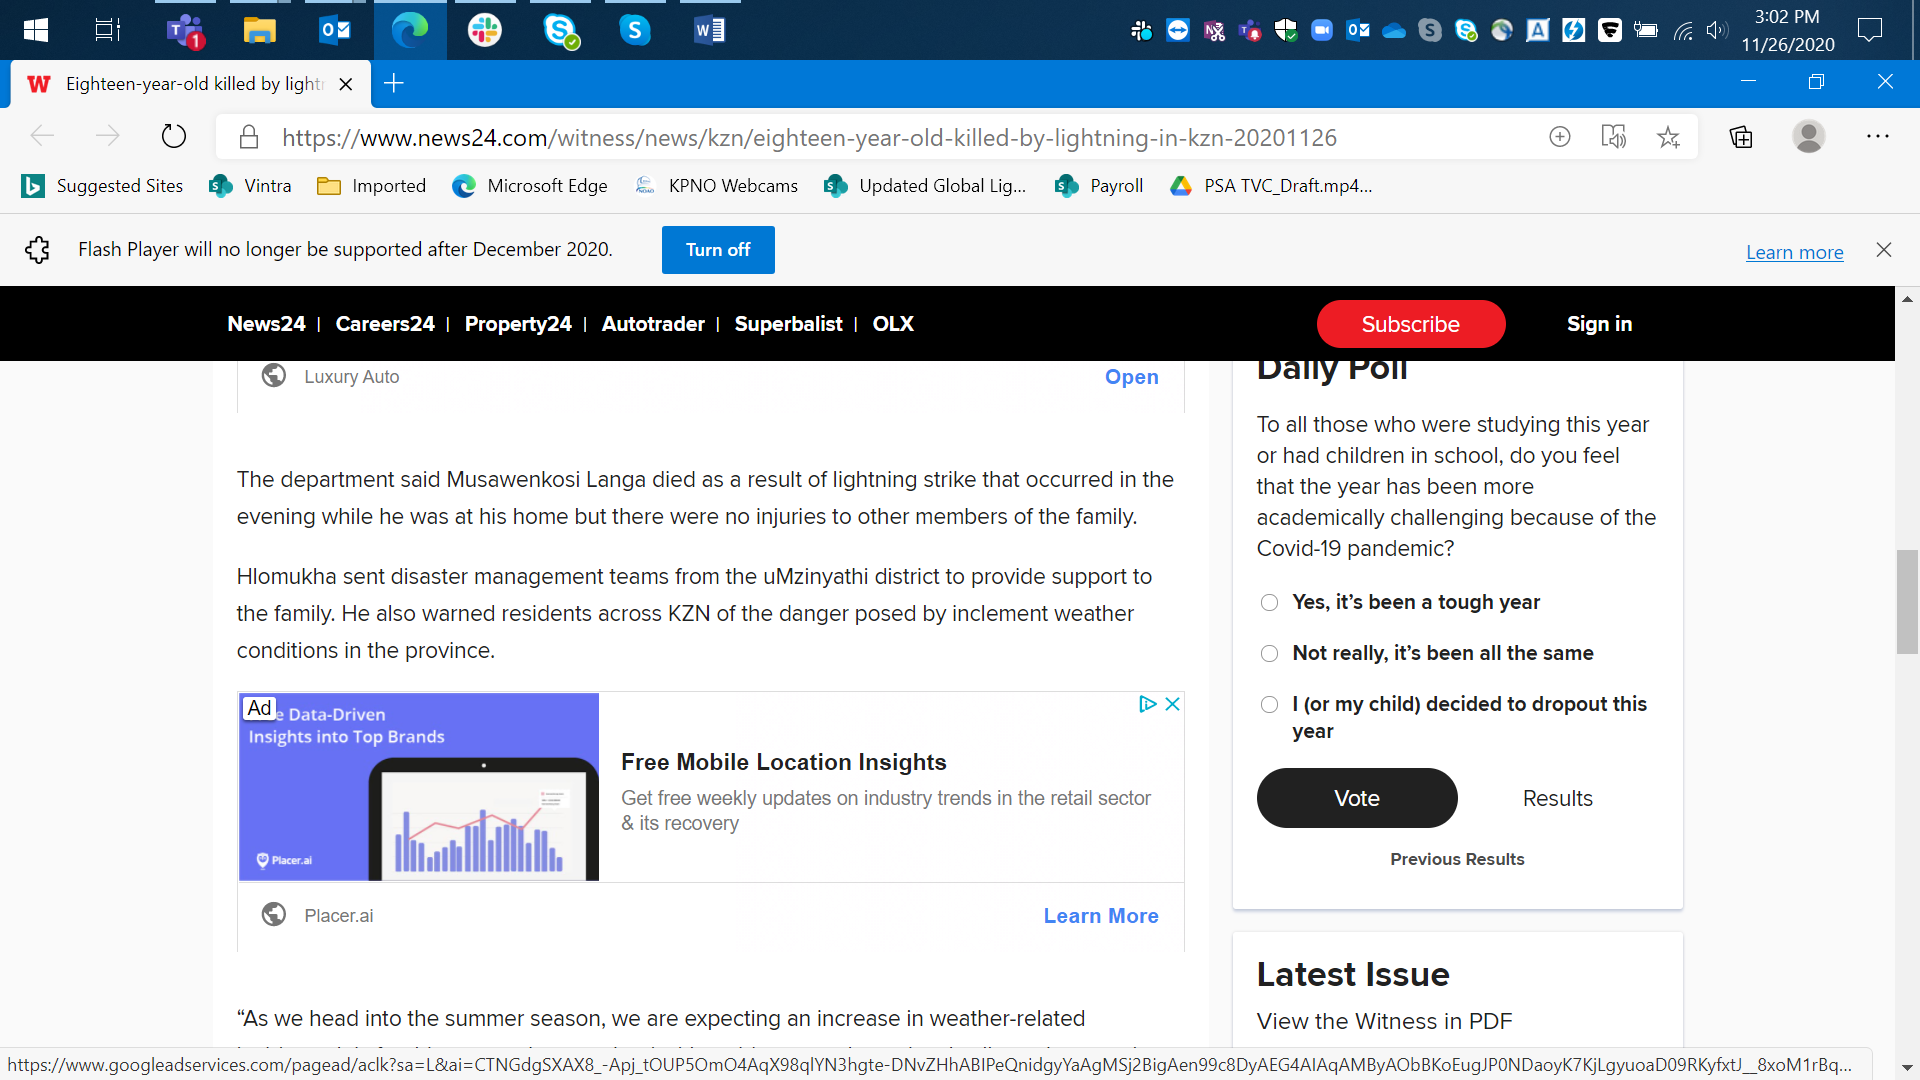 1
3:02 PM
11/26/2020
W Eighteen-year-old killed by light
https://www.news24.com/witness/news/kzn/eighteen-year-old-killed-by-lightning-in-kzn-20201126
Suggested Sites Vintra Imported Microsoft Edge KPNO Webcams Updated Global Lig... Payroll PSA TVC_Draft.mp4...
Flash Player will no longer be supported after December 2020. Turn off Learn more
News24 | Careers24 | Property24 | Autotrader | Superbalist | OLX Subscribe Sign in
Luxury Auto Open
The department said Musawenkosi Langa died as a result of lightning strike that occurred in the
evening while he was at his home but there were no injuries to other members of the family.
Hlomukha sent disaster management teams from the uMzinyathi district to provide support to
the family. He also warned residents across KZN of the danger posed by inclement weather
conditions in the province.
Ad
e Data-Driven
Insights into Top Brands
Placer.ai
Free Mobile Location Insights
Get free weekly updates on industry trends in the retail sector
& its recovery
Placer.ai Learn More
“As we head into the summer season, we are expecting an increase in weather-related
Daily Poll
To all those who were studying this year
or had children in school, do you feel
that the year has been more
academically challenging because of the
Covid-19 pandemic?
Yes, it’s been a tough year
Not really, it’s been all the same
I (or my child) decided to dropout this
year
Vote Results
Previous Results
Latest Issue
View the Witness in PDF
https://www.googleadservices.com/pagead/aclk?sa=L&ai=CTNGdgSXAX8_-Apj_tOUP5OmO4AqX98qlYN3hgte-DNvZHhABIPeQnidgyYaAgMSj2BigAen99c8DyAEG4AIAqAMByAObBKoEugJP0NDaoyK7KjLgyuoaD09RKyfxtJ__8xoM1rBq...